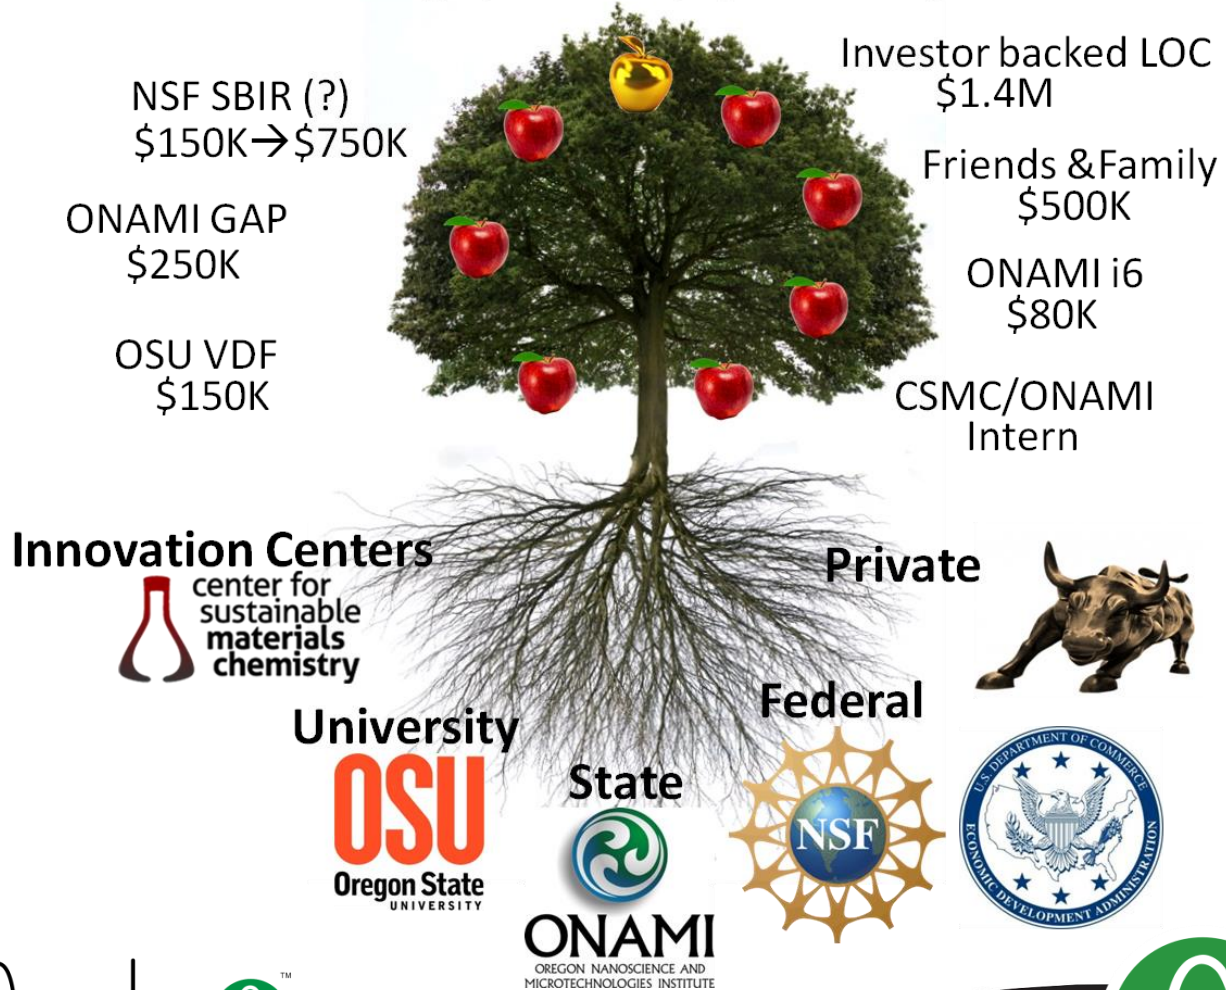 Investor backed LOC
$1.4M
NSF SBIR (?)
$150K→$750K
Friends &Family
$500K
ONAMI GAP
$250K
ONAMI i6
$80K
OSU VDF
$150K
CSMC/ONAMI
Intern
Innovation Centers
center for
sustainable
materials
chemistry
Private
University
OSU
Oregon State
UNIVERSITY
State
ONAMI
OREGON NANOSCIENCE AND
MICROTECHNOLOGIES INSTITUTE
Federal
NSF
U.S. DEPARTMENT OF COMMERCE
ECONOMIC DEVELOPMENT ADMINISTRATION
TM